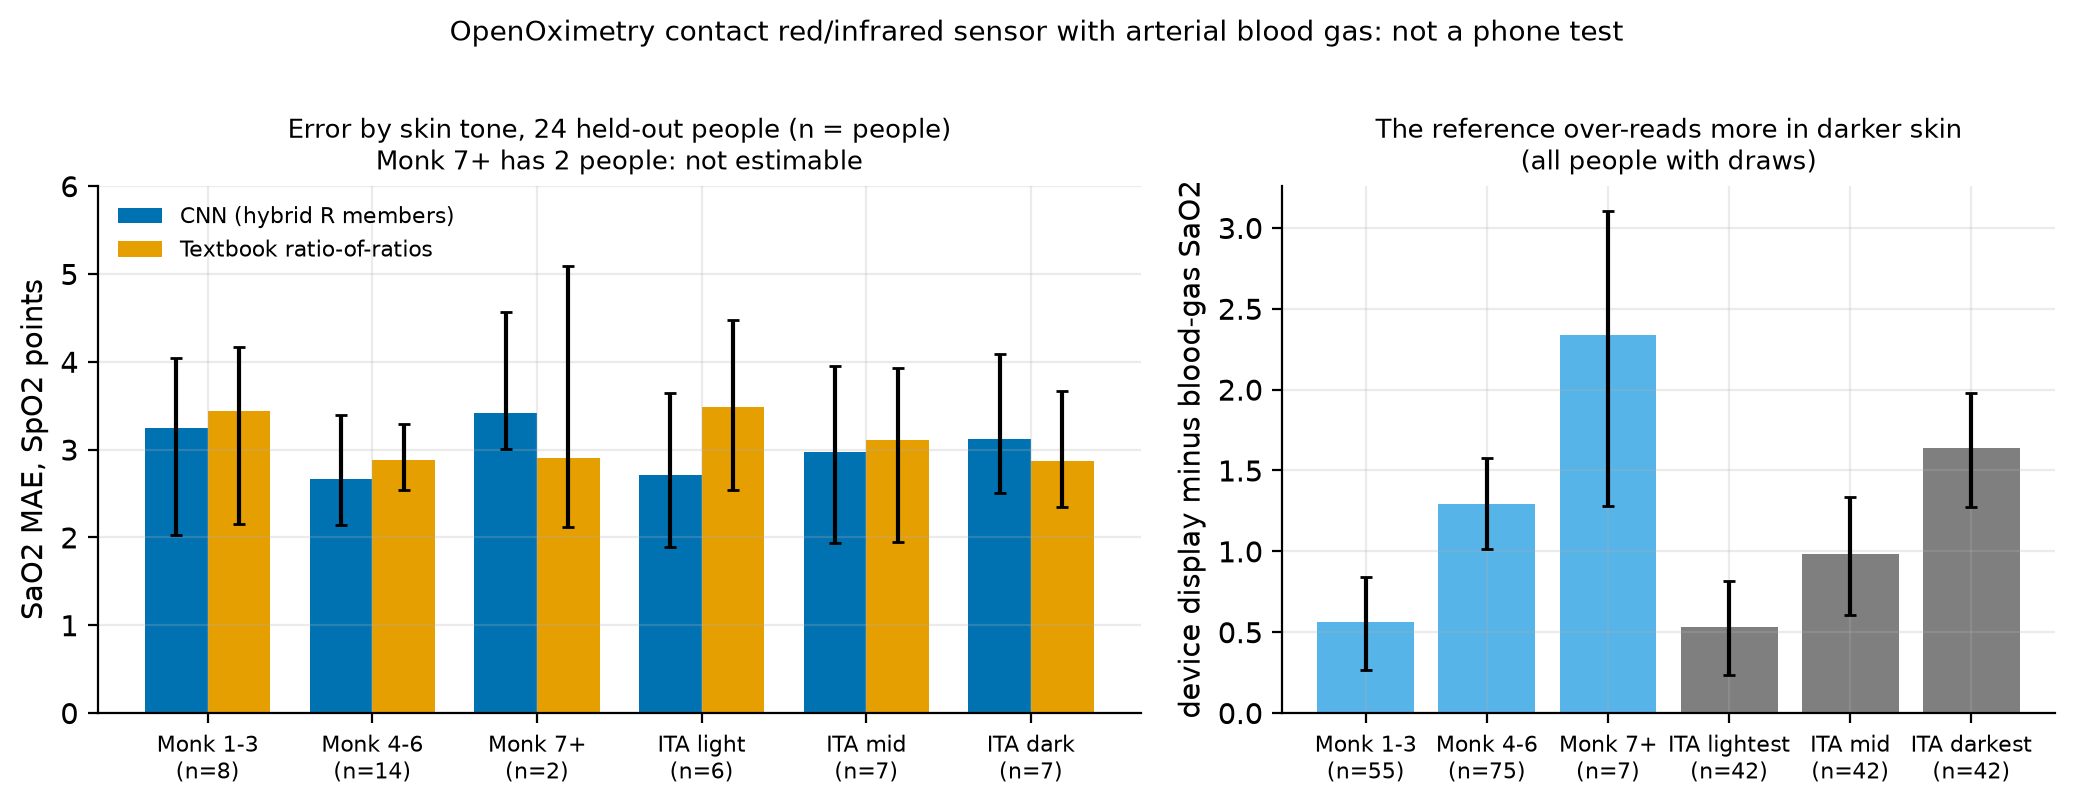 OpenOximetry contact red/infrared sensor with arterial blood gas: not a phone test
Error by skin tone, 24 held-out people (n = people)
Monk 7+ has 2 people: not estimable
SaO2 MAE, SpO2 points
6
5
4
3
2
1
0
CNN (hybrid R members)
Textbook ratio-of-ratios
Monk 1-3
(n=8)
Monk 4-6
(n=14)
Monk 7+
(n=2)
ITA light
(n=6)
ITA mid
(n=7)
ITA dark
(n=7)
The reference over-reads more in darker skin
(all people with draws)
device display minus blood-gas SaO2
3.0
2.5
2.0
1.5
1.0
0.5
0.0
Monk 1-3
(n=55)
Monk 4-6
(n=75)
Monk 7+
(n=7)
ITA lightest
(n=42)
ITA mid
(n=42)
ITA darkest
(n=42)